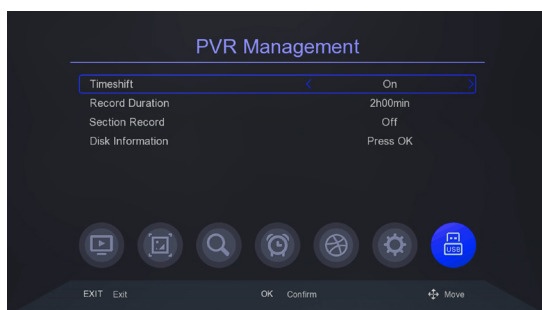 PVR Management
Timeshift On
Record Duration 2h00min
Section Record Off
Disk Information Press OK
USB
EXIT Exit OK Confirm Move